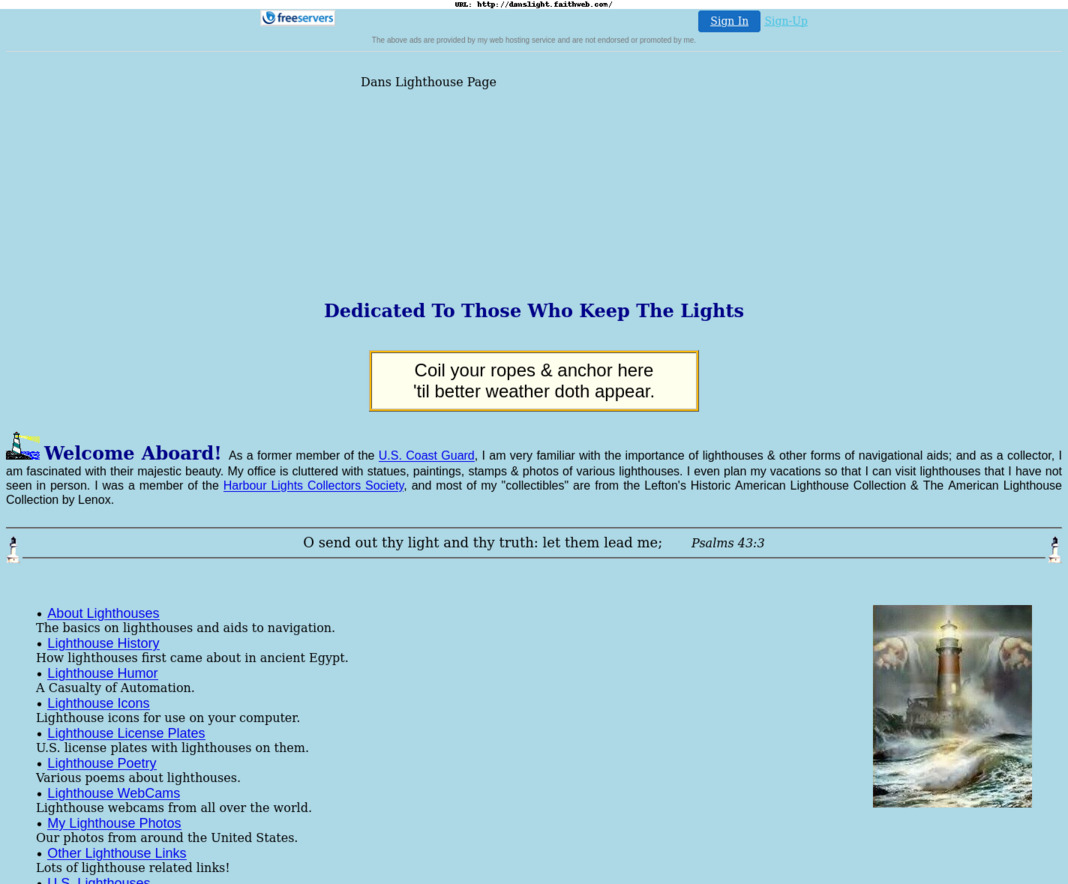 URL: http://danslight.faithweb.com/
freeservers
Sign In Sign-Up
The above ads are provided by my web hosting service and are not endorsed or promoted by me.
Dans Lighthouse Page
Dedicated To Those Who Keep The Lights
Coil your ropes & anchor here
'til better weather doth appear.
Welcome Aboard! As a former member of the U.S. Coast Guard, I am very familiar with the importance of lighthouses & other forms of navigational aids; and as a collector, I
am fascinated with their majestic beauty. My office is cluttered with statues, paintings, stamps & photos of various lighthouses. I even plan my vacations so that I can visit lighthouses that I have not
seen in person. I was a member of the Harbour Lights Collectors Society, and most of my "collectibles" are from the Lefton's Historic American Lighthouse Collection & The American Lighthouse
Collection by Lenox.
O send out thy light and thy truth: let them lead me; Psalms 43:3
• About Lighthouses
The basics on lighthouses and aids to navigation.
• Lighthouse History
How lighthouses first came about in ancient Egypt.
• Lighthouse Humor
A Casualty of Automation.
• Lighthouse Icons
Lighthouse icons for use on your computer.
• Lighthouse License Plates
U.S. license plates with lighthouses on them.
• Lighthouse Poetry
Various poems about lighthouses.
• Lighthouse WebCams
Lighthouse webcams from all over the world.
• My Lighthouse Photos
Our photos from around the United States.
• Other Lighthouse Links
Lots of lighthouse related links!
• U.S. Lighthouses